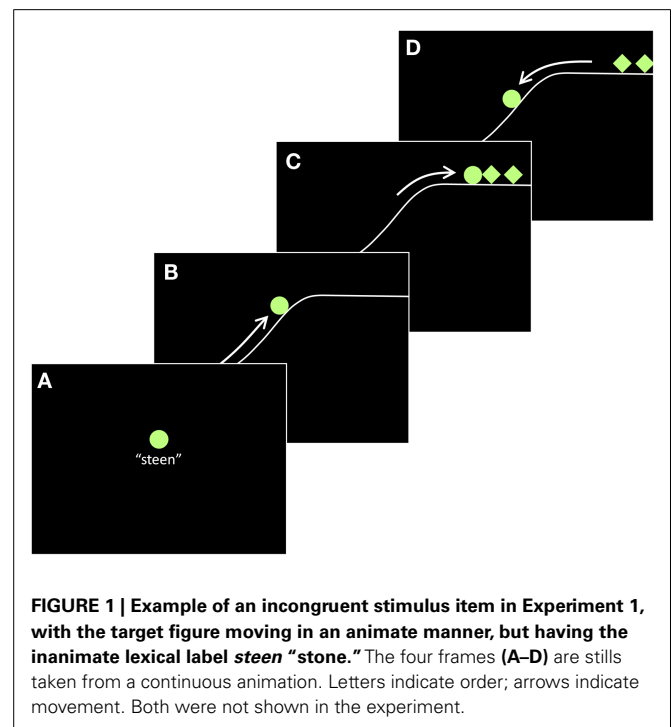 D
C
B
A
"steen"
FIGURE 1 | Example of an incongruent stimulus item in Experiment 1,
with the target figure moving in an animate manner, but having the
inanimate lexical label steen "stone." The four frames (A–D) are stills
taken from a continuous animation. Letters indicate order; arrows indicate
movement. Both were not shown in the experiment.